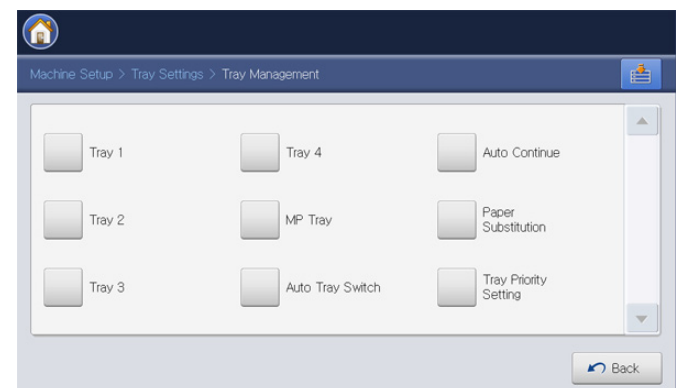 Machine Setup > Tray Settings > Tray Management
Tray 1
Tray 4
Auto Continue
Tray 2
MP Tray
Paper
Substitution
Tray 3
Auto Tray Switch
Tray Priority
Setting
Back